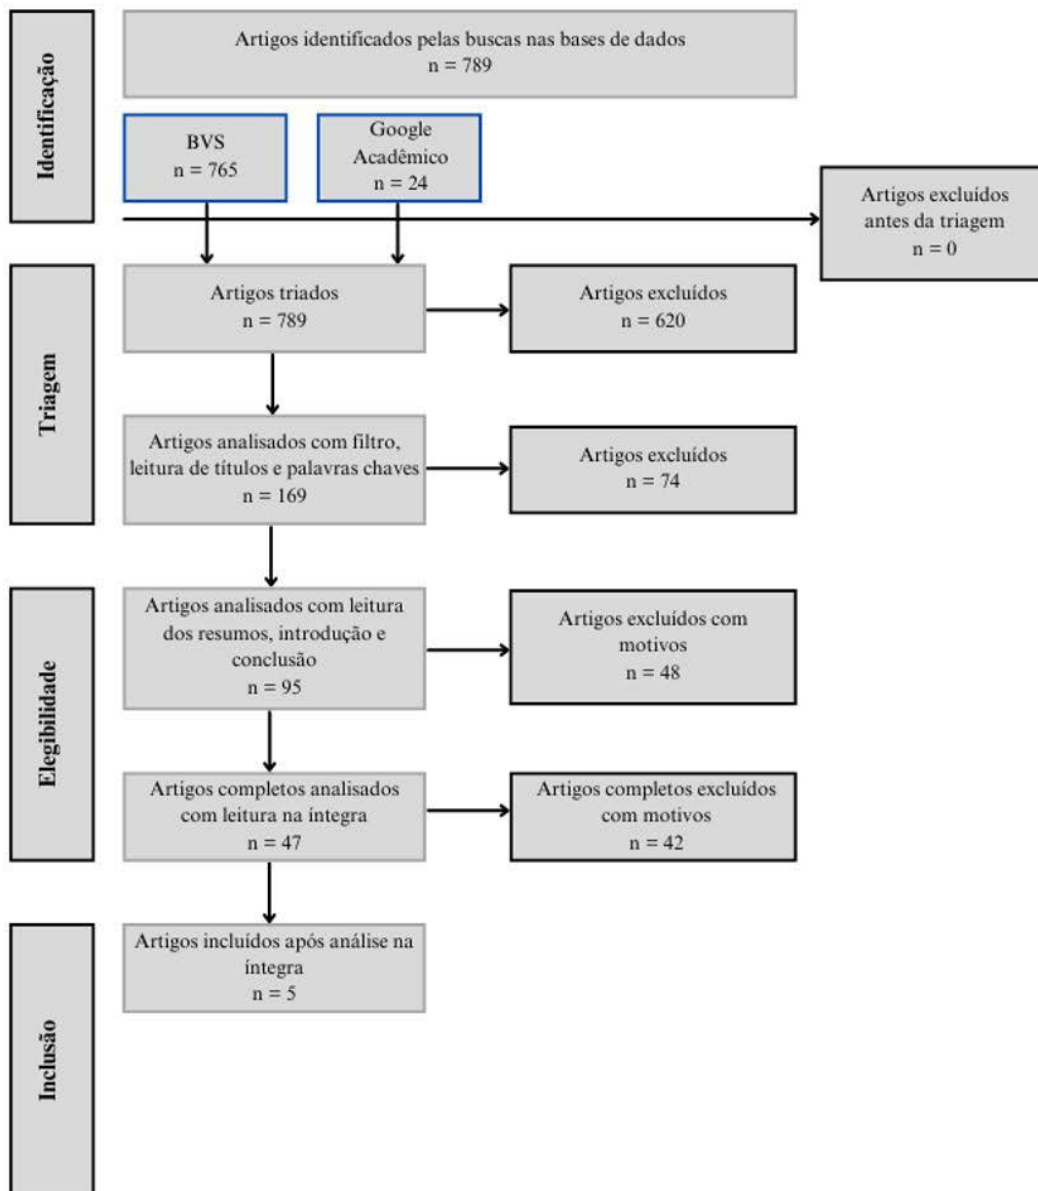 Identificação
Artigos identificados pelas buscas nas bases de dados
n = 789
BVS
n = 765
Google
Acadêmico
n = 24
Artigos excluídos
antes da triagem
n = 0
Triagem
Artigos triados
n = 789
Artigos excluídos
n = 620
Artigos analisados com filtro,
leitura de títulos e palavras chaves
n = 169
Artigos excluídos
n = 74
Elegibilidade
Artigos analisados com leitura
dos resumos, introdução e
conclusão
n = 95
Artigos excluídos com
motivos
n = 48
Artigos completos analisados
com leitura na íntegra
n = 47
Artigos completos excluídos
com motivos
n = 42
Inclusão
Artigos incluídos após análise na
íntegra
n = 5